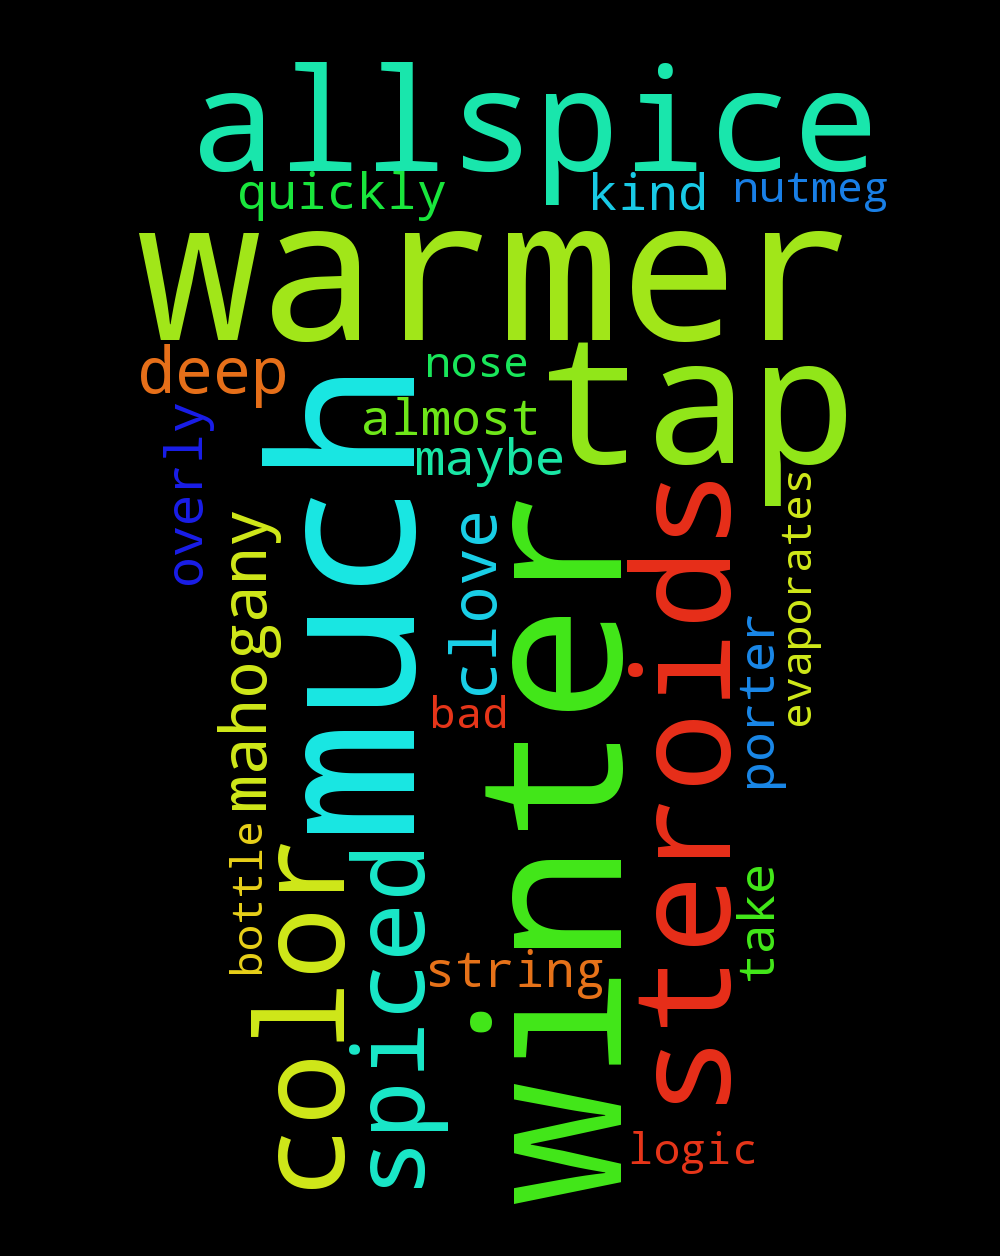 allspice
quickly
kind
nutmeg
warmer
deep
nose
tap
almost
maybe
overly
much
mahogany
clove
winter
steroids
evaporates
porter
bad
bottle
color
spiced
take
string
logic